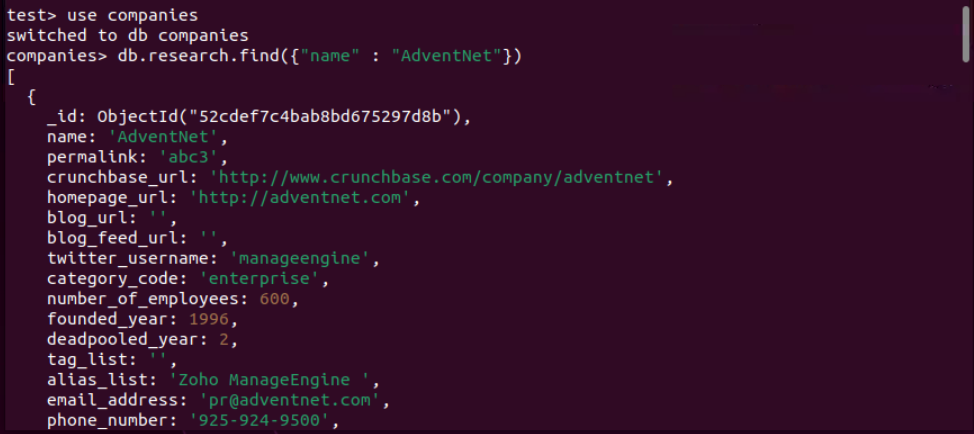 test> use companies
switched to db companies
companies> db.research.find({"name" : "AdventNet"})
[
  {
    _id: ObjectId("52cdef7c4bab8bd675297d8b"),
    name: 'AdventNet',
    permalink: 'abc3',
    crunchbase_url: 'http://www.crunchbase.com/company/adventnet',
    homepage_url: 'http://adventnet.com',
    blog_url: '',
    blog_feed_url: '',
    twitter_username: 'manageengine',
    category_code: 'enterprise',
    number_of_employees: 600,
    founded_year: 1996,
    deadpooled_year: 2,
    tag_list: '',
    alias_list: 'Zoho ManageEngine ',
    email_address: 'pr@adventnet.com',
    phone_number: '925-924-9500',